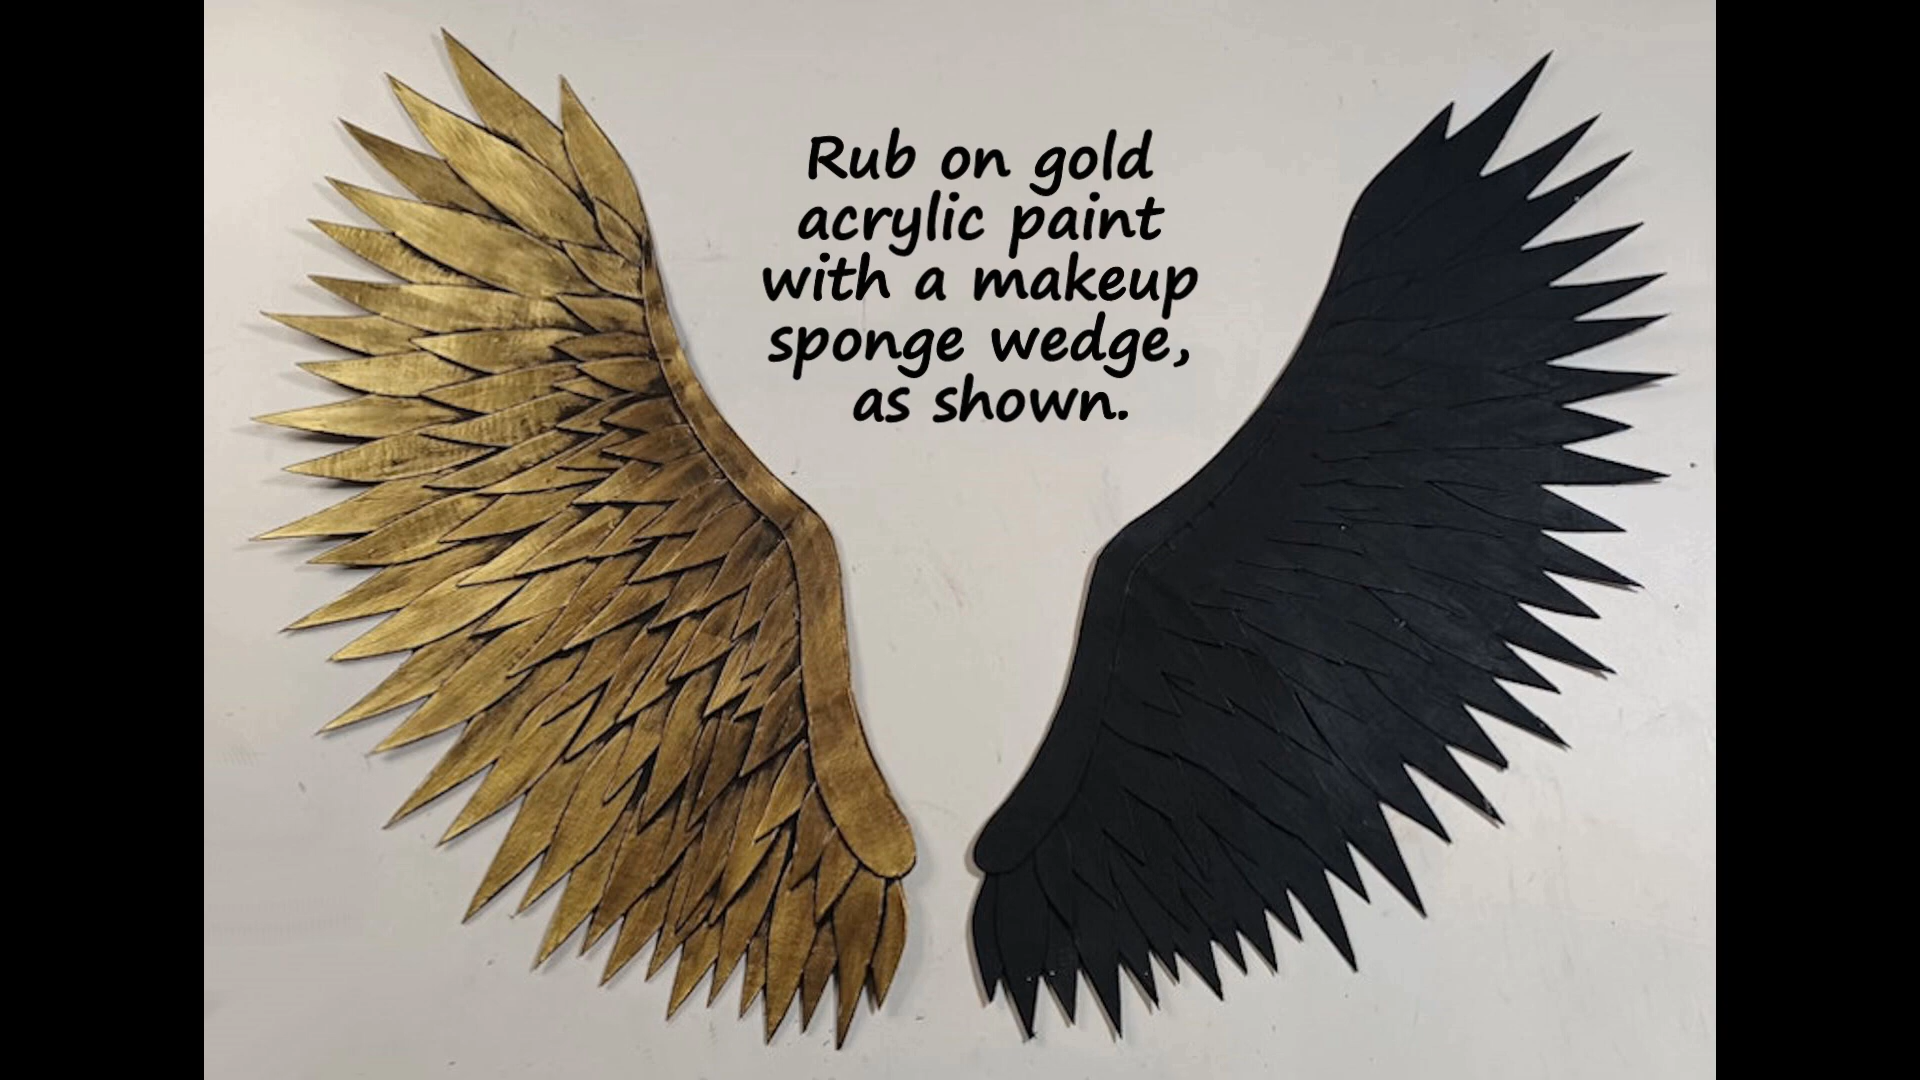 Rub on gold
acrylic paint
with a makeup
sponge wedge,
as shown.